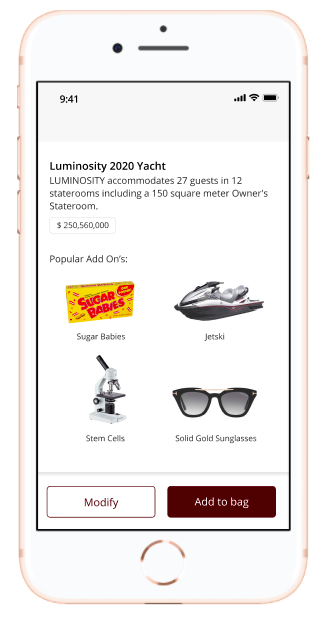 9:41
Luminosity 2020 Yacht
LUMINOSITY accommodates 27 guests in 12
staterooms including a 150 square meter Owner's
Stateroom.
$ 250,560,000
Popular Add On's:
SUGAR
BABIES
Sugar Babies
Jetski
Stem Cells
Solid Gold Sunglasses
Modify
Add to bag